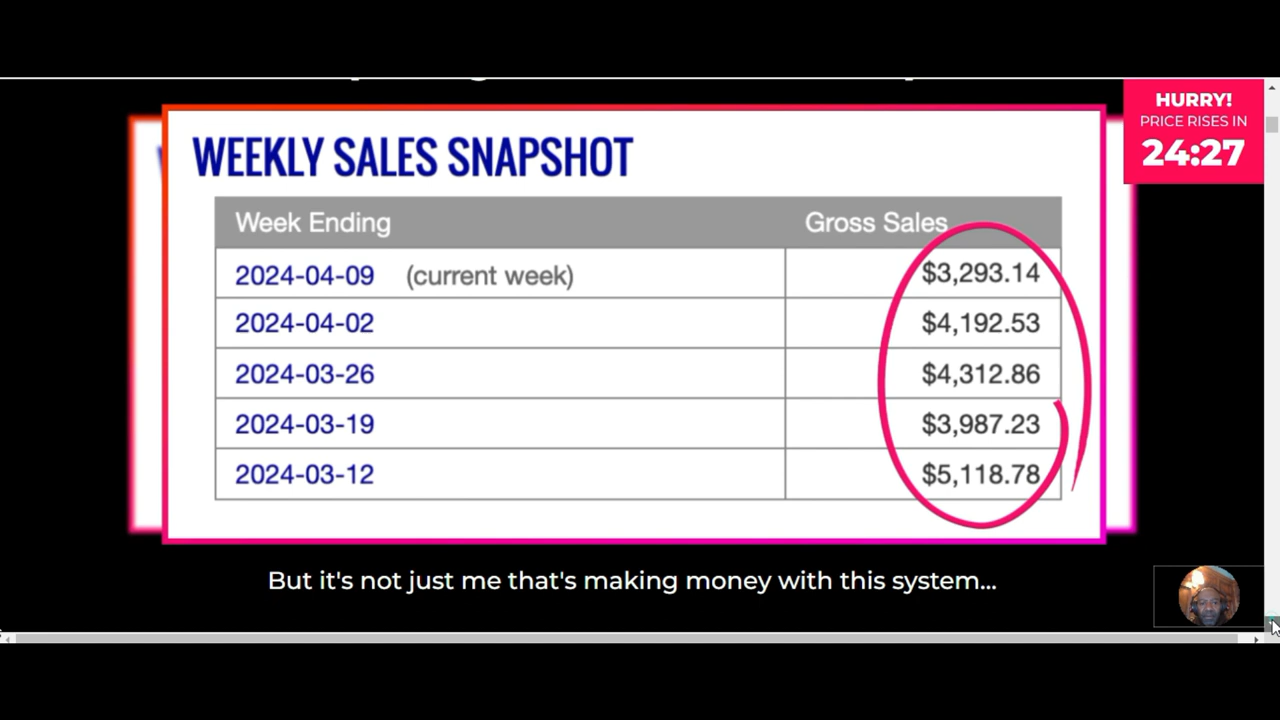 HURRY!
PRICE RISES IN
24:27
WEEKLY SALES SNAPSHOT
Week Ending Gross Sales
2024-04-09 (current week) $3,293.14
2024-04-02 $4,192.53
2024-03-26 $4,312.86
2024-03-19 $3,987.23
2024-03-12 $5,118.78
But it's not just me that's making money with this system...